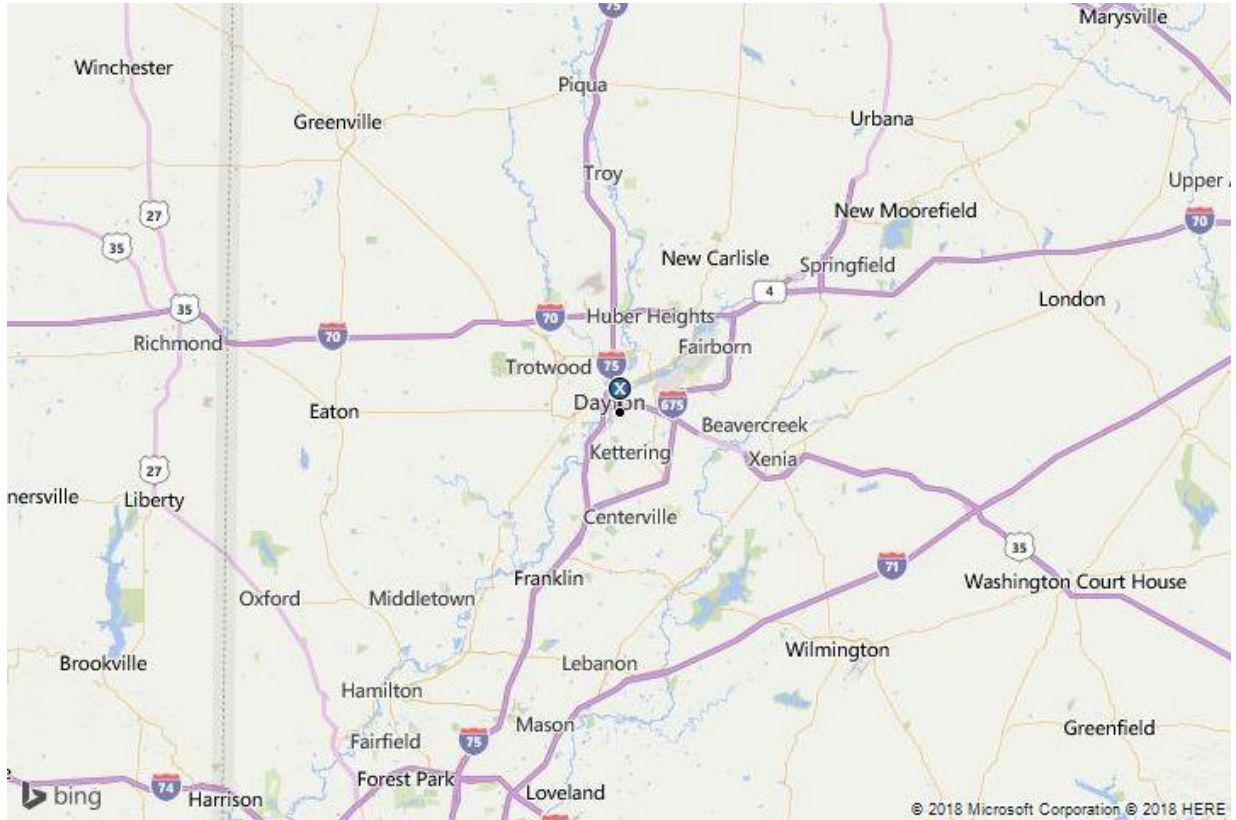 75
Marysville
Winchester
Piqua
Greenville
Urbana
Troy
Upper
27
New Moorefield
70
35
New Carlisle
Springfield
4
35
London
70
Huber Heights
70
Richmond
Fairborn
Trotwood
75
X
Dayton
675
Eaton
Beavercreek
Kettering
Xenia
27
nersville
Liberty
Centerville
35
71
Franklin
Washington Court House
Oxford
Middletown
Wilmington
Brookville
Lebanon
Hamilton
Mason
Greenfield
75
Fairfield
Forest Park
74
Harrison
Loveland
bing
© 2018 Microsoft Corporation © 2018 HERE